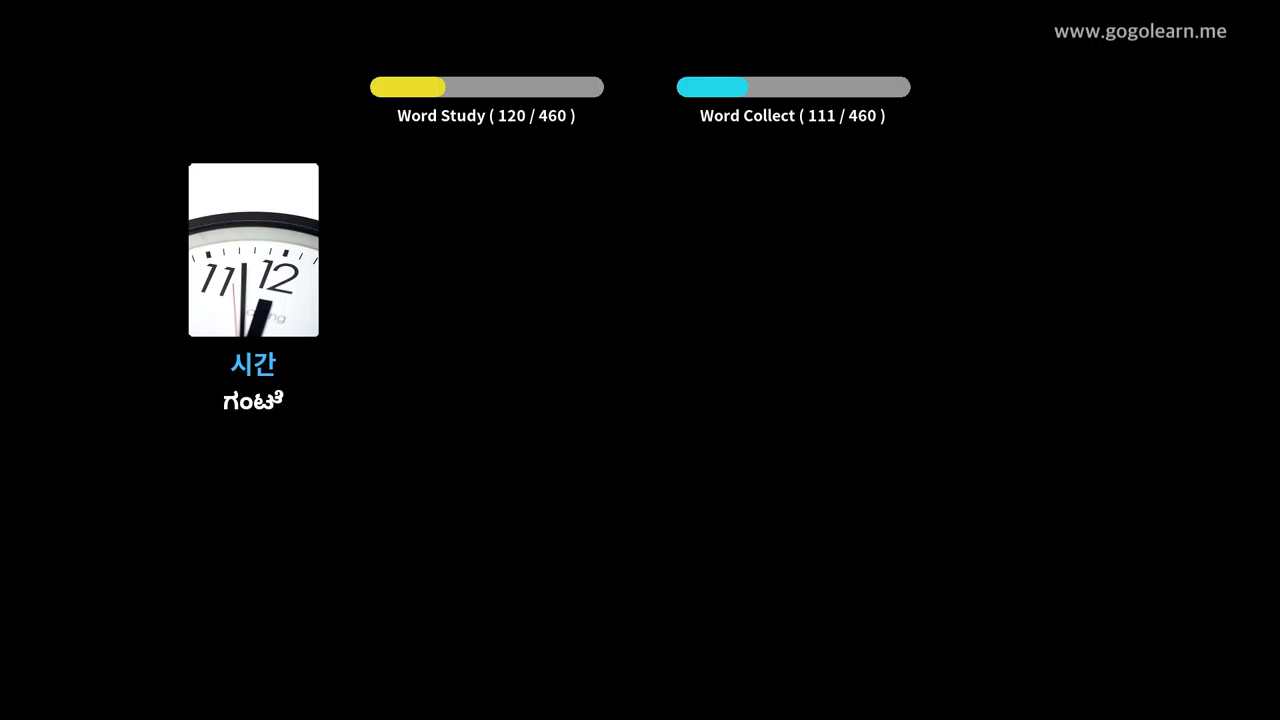 www.gogolearn.me
Word Study ( 120 / 460 )
Word Collect ( 111 / 460 )
11 12
시간
ಗಂಟೆ